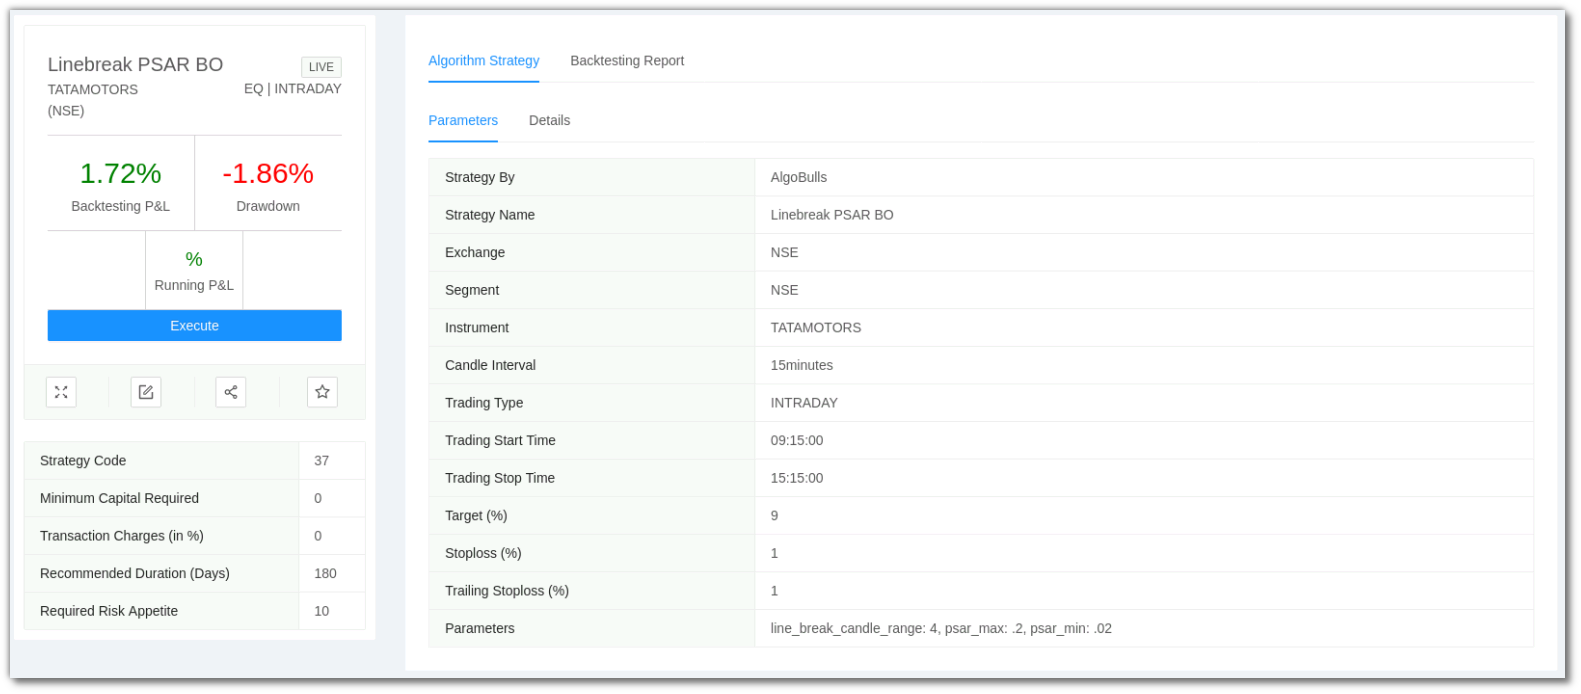 Linebreak PSAR BO LIVE
TATAMOTORS EQ | INTRADAY
(NSE)
1.72% -1.86%
Backtesting P&L Drawdown
%
Running P&L
Execute
Strategy Code 37
Minimum Capital Required 0
Transaction Charges (in %) 0
Recommended Duration (Days) 180
Required Risk Appetite 10
Algorithm Strategy Backtesting Report
Parameters Details
Strategy By AlgoBulls
Strategy Name Linebreak PSAR BO
Exchange NSE
Segment NSE
Instrument TATAMOTORS
Candle Interval 15minutes
Trading Type INTRADAY
Trading Start Time 09:15:00
Trading Stop Time 15:15:00
Target (%) 9
Stoploss (%) 1
Trailing Stoploss (%) 1
Parameters line_break_candle_range: 4, psar_max: .2, psar_min: .02